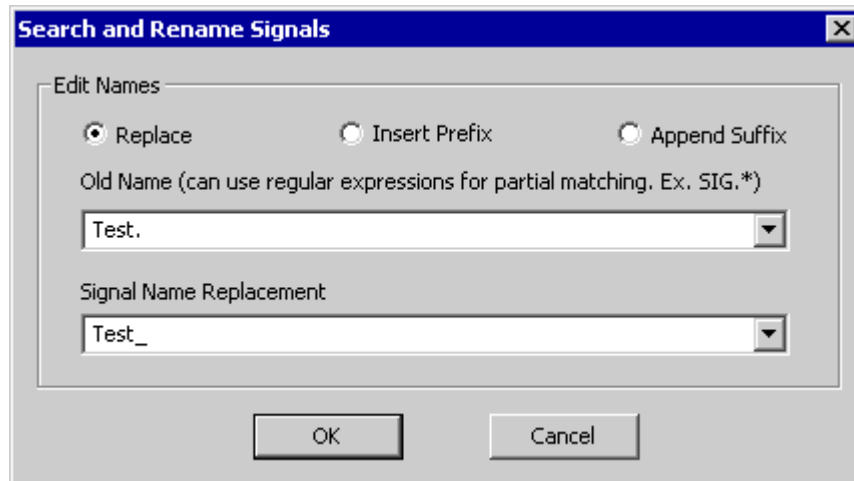 Search and Rename Signals
Edit Names
Replace Insert Prefix Append Suffix
Old Name (can use regular expressions for partial matching. Ex. SIG.*)
Test.
Signal Name Replacement
Test_
OK Cancel